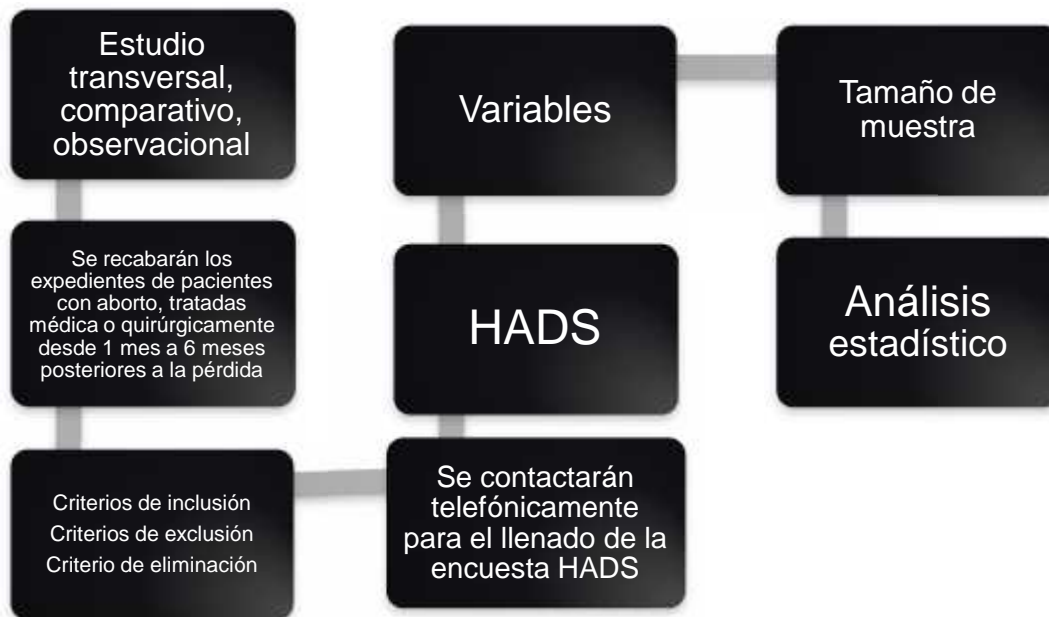 Estudio
transversal,
comparativo,
observacional
Se recabarán los
expedientes de pacientes
con aborto, tratadas
médica o quirúrgicamente
desde 1 mes a 6 meses
posteriores a la pérdida
Criterios de inclusión
Criterios de exclusión
Criterio de eliminación
Se contactarán
telefónicamente
para el llenado de la
encuesta HADS
HADS
Variables
Tamaño de
muestra
Análisis
estadístico